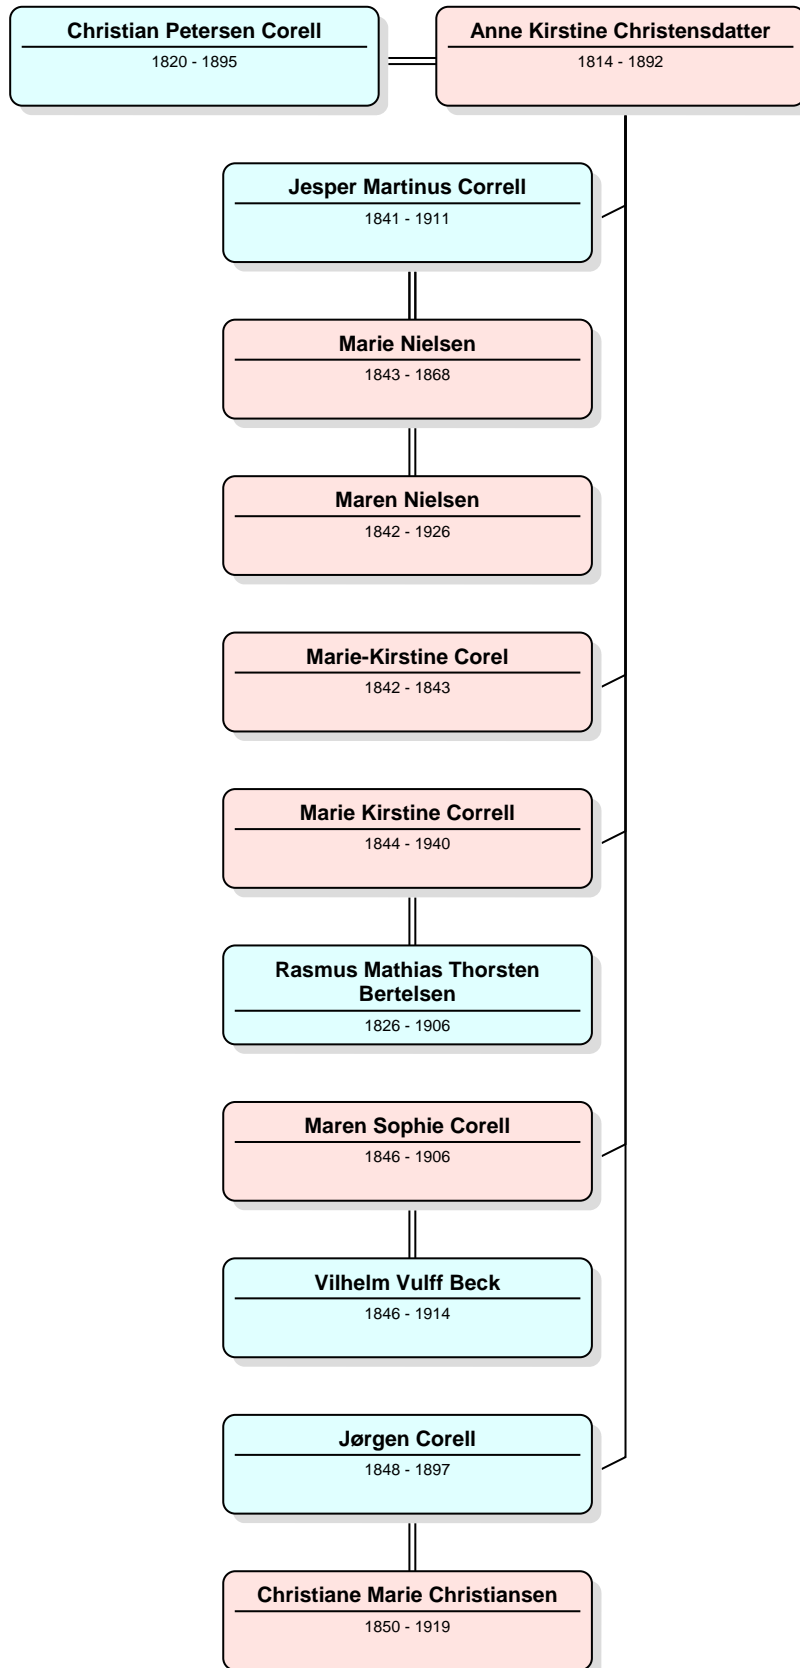 Christian Petersen Corell
1820 - 1895
Anne Kirstine Christensdatter
1814 - 1892
Jesper Martinus Correll
1841 - 1911
Marie Nielsen
1843 - 1868
Maren Nielsen
1842 - 1926
Marie-Kirstine Corel
1842 - 1843
Marie Kirstine Correll
1844 - 1940
Rasmus Mathias Thorsten
Bertelsen
1826 - 1906
Maren Sophie Corell
1846 - 1906
Vilhelm Vulff Beck
1846 - 1914
Jørgen Corell
1848 - 1897
Christiane Marie Christiansen
1850 - 1919